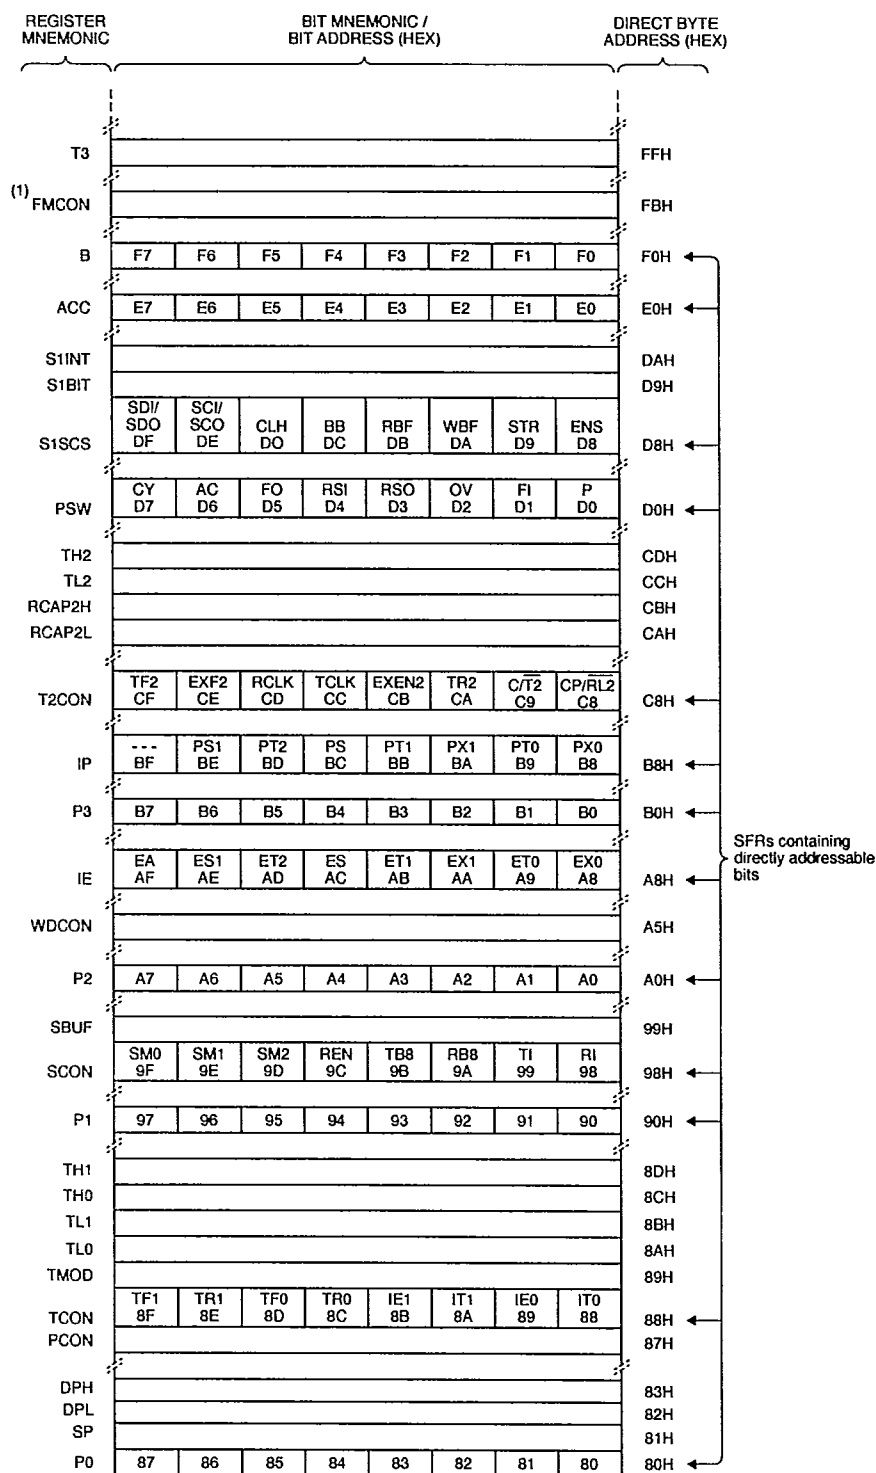 REGISTER MNEMONIC BIT MNEMONIC / BIT ADDRESS (HEX) DIRECT BYTE ADDRESS (HEX)
T3 FFH
(1) FMCON FBH
B F7 F6 F5 F4 F3 F2 F1 F0 F0H
ACC E7 E6 E5 E4 E3 E2 E1 E0 E0H
S1INT DAH
S1BIT D9H
SDI/ SCI/
SDO SCO CLH BB RBF WBF STR ENS
S1SCS DF DE DO DC DB DA D9 D8 D8H
CY AC FO RSI RSO OV FI P
PSW D7 D6 D5 D4 D3 D2 D1 D0 D0H
TH2 CDH
TL2 CCH
RCAP2H CBH
RCAP2L CAH
TF2 EXF2 RCLK TCLK EXEN2 TR2 C/T2 CP/RL2
T2CON CF CE CD CC CB CA C9 C8 C8H
--- PS1 PT2 PS PT1 PX1 PT0 PX0
IP BF BE BD BC BB BA B9 B8 B8H
P3 B7 B6 B5 B4 B3 B2 B1 B0 B0H
SFRs containing
directly addressable
bits
EA ES1 ET2 ES ET1 EX1 ET0 EX0
IE AF AE AD AC AB AA A9 A8 A8H
WDCON A5H
P2 A7 A6 A5 A4 A3 A2 A1 A0 A0H
SBUF 99H
SM0 SM1 SM2 REN TB8 RB8 TI RI
SCON 9F 9E 9D 9C 9B 9A 99 98 98H
P1 97 96 95 94 93 92 91 90 90H
TH1 8DH
TH0 8CH
TL1 8BH
TL0 8AH
TMOD 89H
TF1 TR1 TF0 TR0 IE1 IT1 IE0 IT0
TCON 8F 8E 8D 8C 8B 8A 89 88 88H
PCON 87H
DPH 83H
DPL 82H
SP 81H
P0 87 86 85 84 83 82 81 80 80H